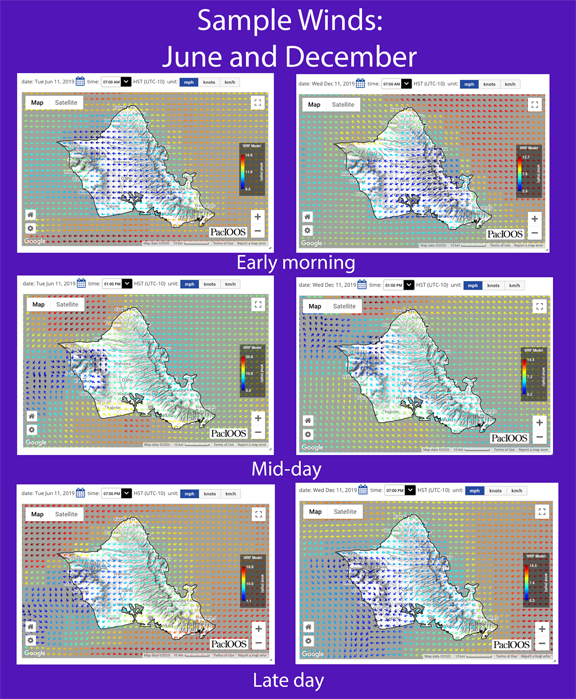 Sample Winds:
June and December
date: Tue Jun 11, 2019 time: 07:00 AM HST (UTC-10) unit: mph knots km/h
Map Satellite
WRF Model
Google
PacIOOS
date: Wed Dec 11, 2019 time: 07:00 AM HST (UTC-10) unit: mph knots km/h
Map Satellite
WRF Model
Google
PacIOOS
Early morning
date: Tue Jun 11, 2019 time: 01:00 PM HST (UTC-10) unit: mph knots km/h
Map Satellite
WRF Model
Google
PacIOOS
date: Wed Dec 11, 2019 time: 01:00 PM HST (UTC-10) unit: mph knots km/h
Map Satellite
WRF Model
Google
PacIOOS
Mid-day
date: Tue Jun 11, 2019 time: 07:00 PM HST (UTC-10) unit: mph knots km/h
Map Satellite
WRF Model
Google
PacIOOS
date: Wed Dec 11, 2019 time: 07:00 PM HST (UTC-10) unit: mph knots km/h
Map Satellite
WRF Model
Google
PacIOOS
Late day